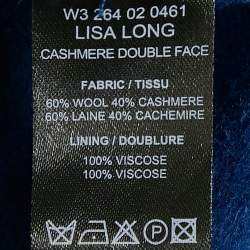 W3 264 02 0461
LISA LONG
CASHMERE DOUBLE FACE
FABRIC / TISSU
60% WOOL 40% CASHMERE
60% LAINE 40% CACHEMIRE
LINING / DOUBLURE
100% VISCOSE
100% VISCOSE
P